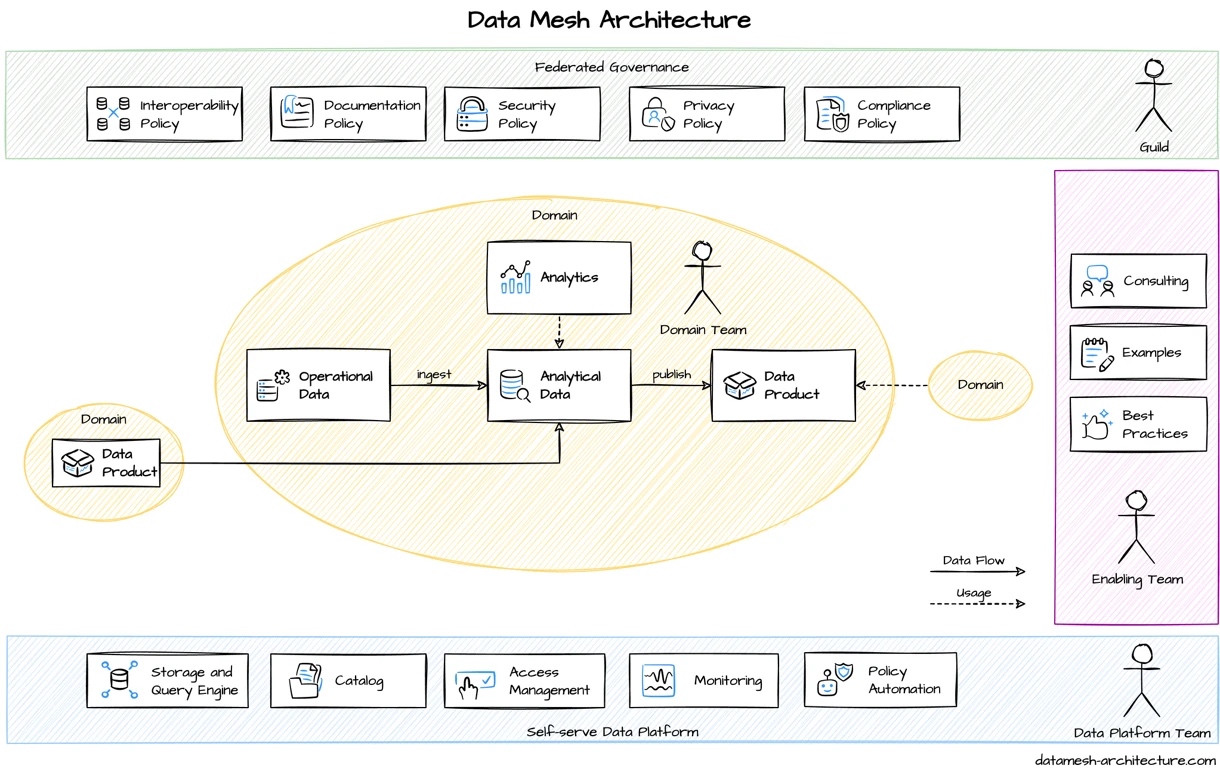 Data Mesh Architecture
Federated Governance
Interoperability
Policy
Documentation
Policy
Security
Policy
Privacy
Policy
Compliance
Policy
Guild
Domain
Analytics
Domain Team
Operational
Data
ingest
Analytical
Data
publish
Data
Product
Domain
Domain
Data
Product
Consulting
Examples
Best
Practices
Enabling Team
Data Flow
Usage
Storage and
Query Engine
Catalog
Access
Management
Monitoring
Policy
Automation
Self-serve Data Platform
Data Platform Team
datamesh-architecture.com